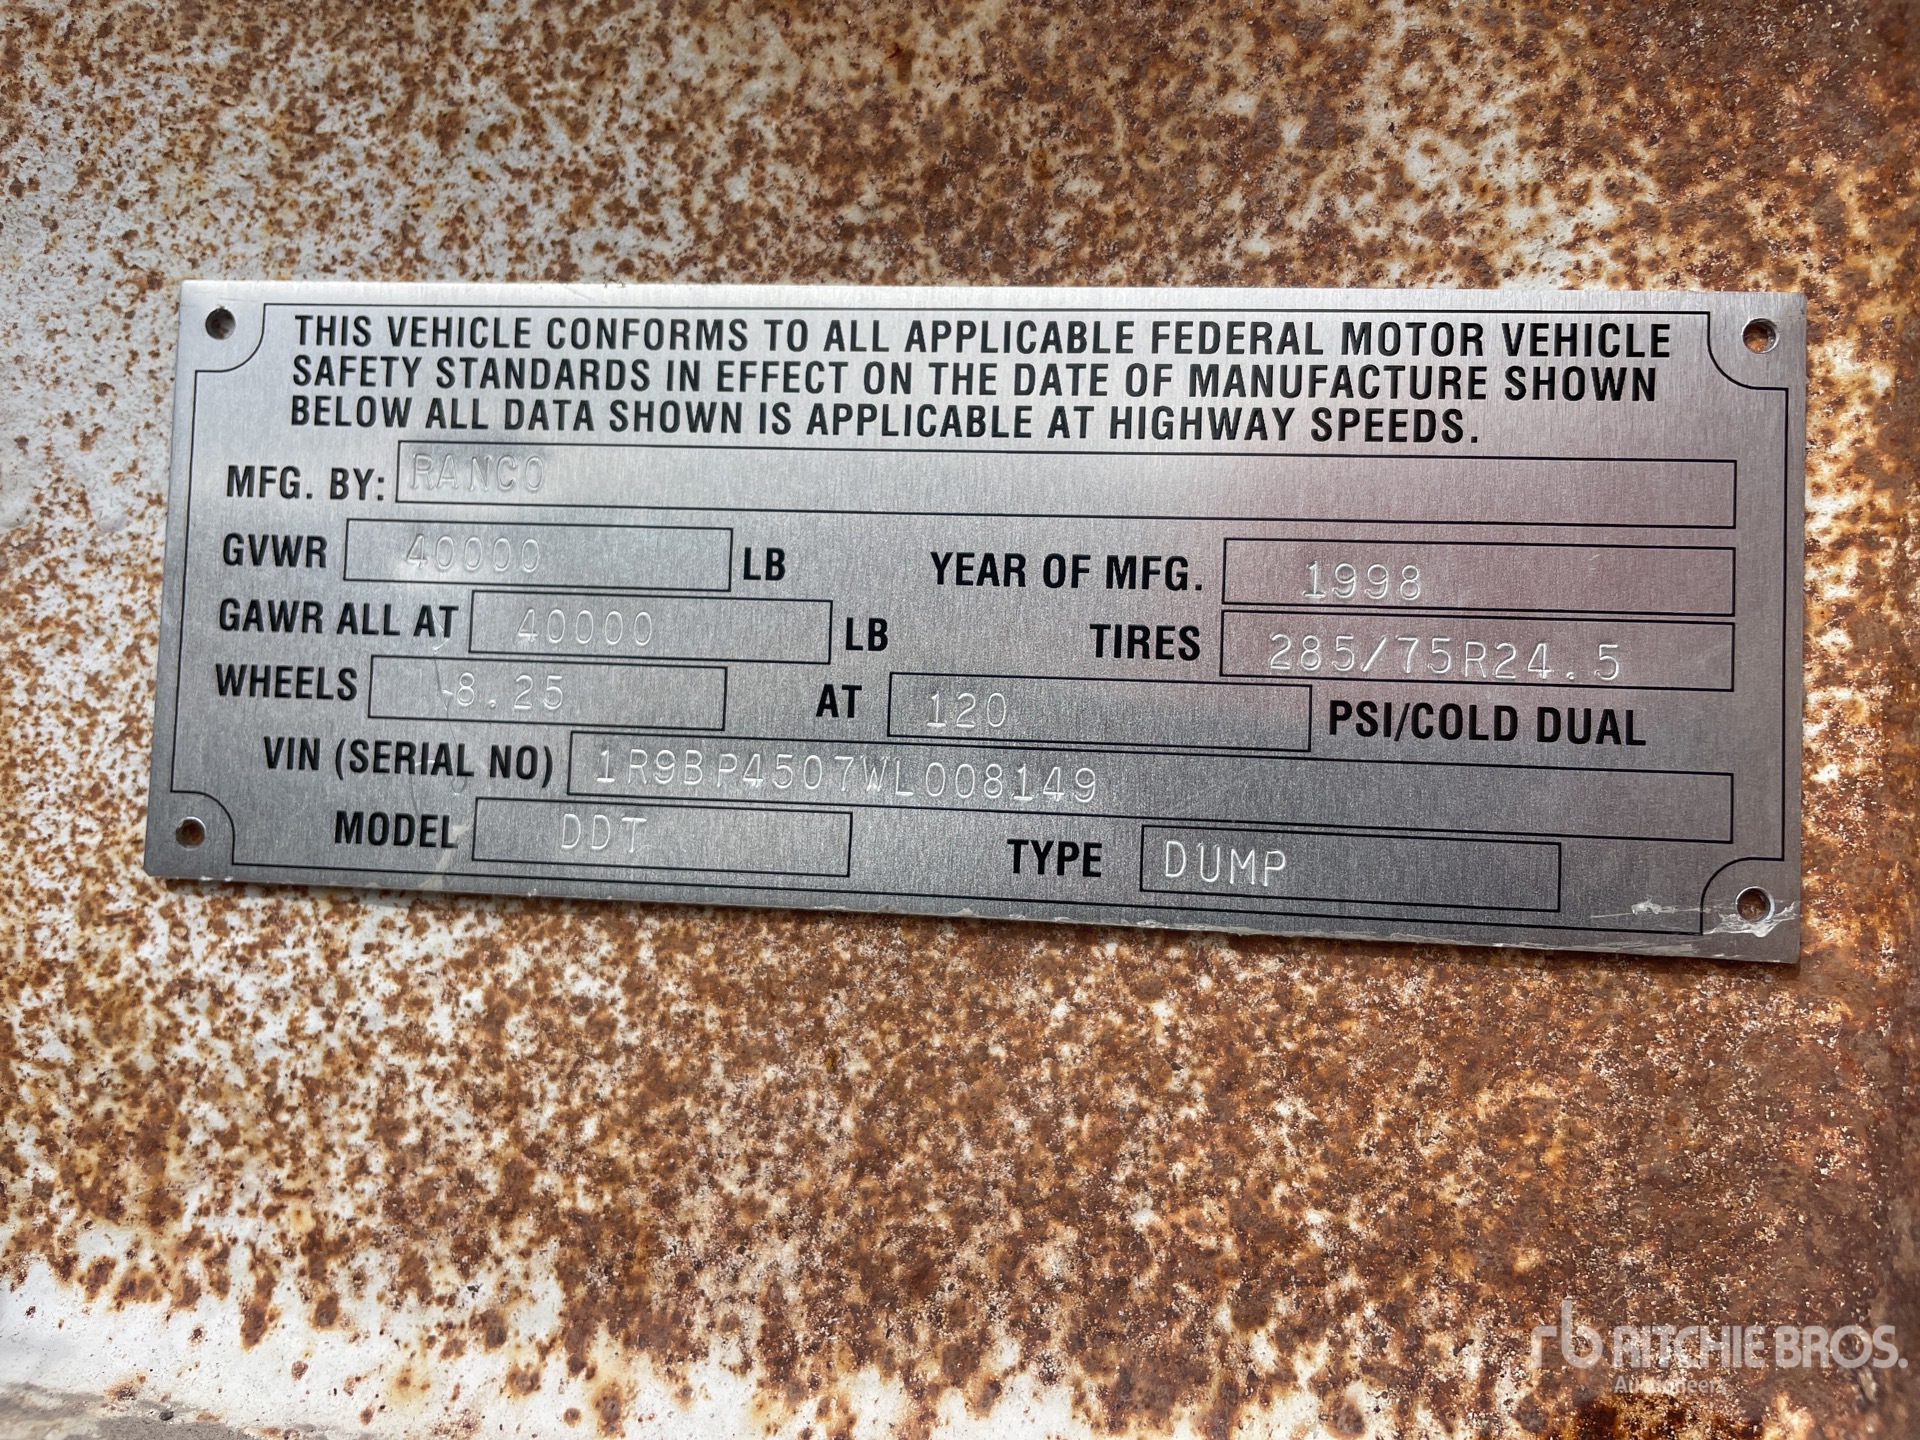 THIS VEHICLE CONFORMS TO ALL APPLICABLE FEDERAL MOTOR VEHICLE
SAFETY STANDARDS IN EFFECT ON THE DATE OF MANUFACTURE SHOWN
BELOW ALL DATA SHOWN IS APPLICABLE AT HIGHWAY SPEEDS.
MFG. BY: RANCO
GVWR 40000 LB YEAR OF MFG. 1998
GAWR ALL AT 40000 LB TIRES 285/75R24.5
WHEELS 8.25 AT 120 PSI/COLD DUAL
VIN (SERIAL NO) 1R9BP4507WL008149
MODEL DDT TYPE DUMP
rb RITCHIE BROS.
Auctioneers